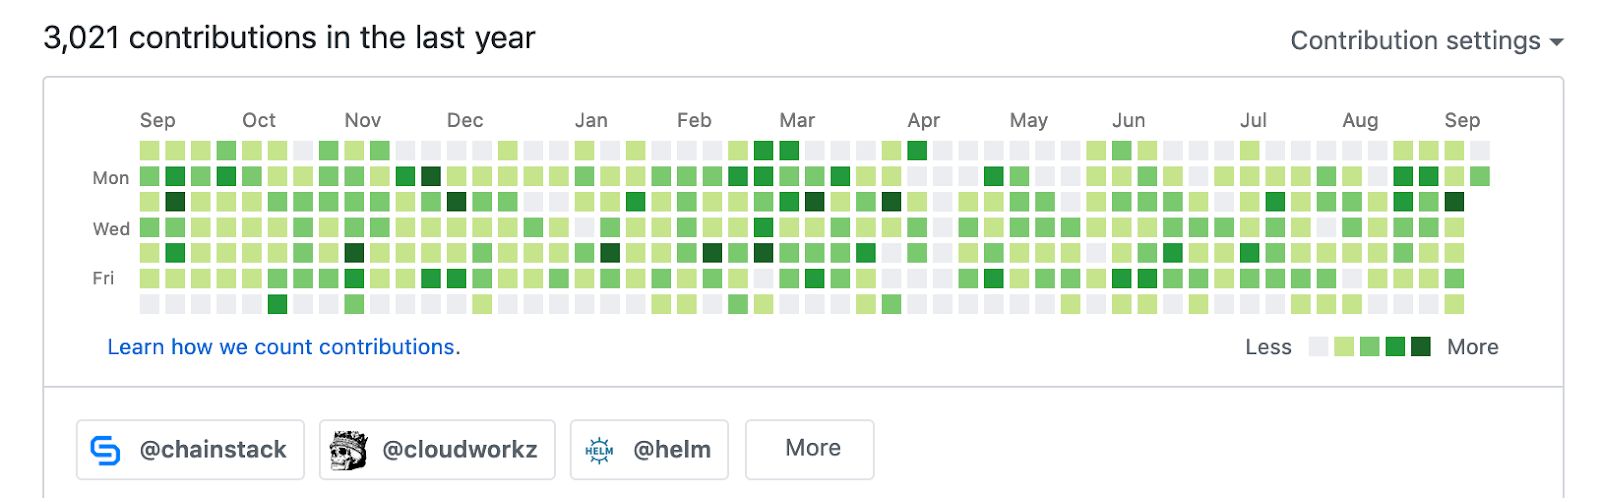 3,021 contributions in the last year
Contribution settings
Sep Oct Nov Dec Jan Feb Mar Apr May Jun Jul Aug Sep
Mon
Wed
Fri
Learn how we count contributions.
Less More
@chainstack HELM @cloudworkz @helm More